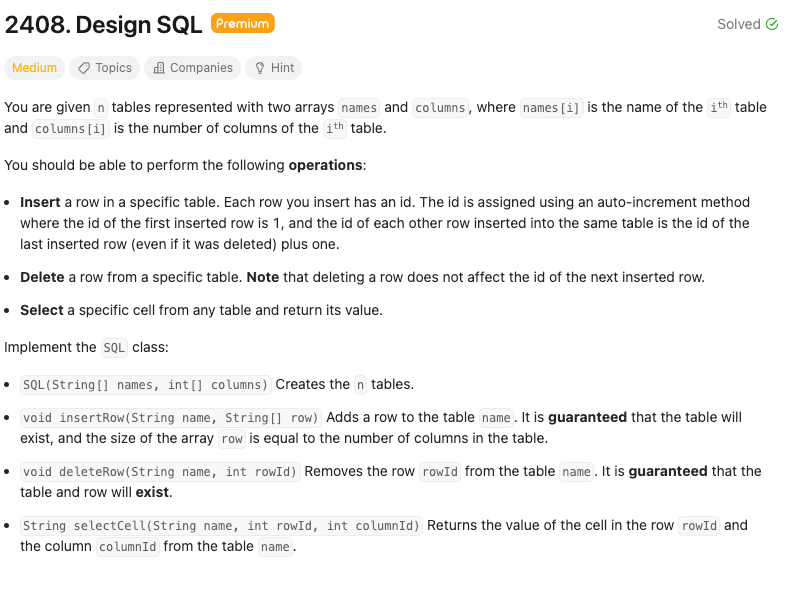 2408. Design SQL Premium Solved
Medium Topics Companies Hint
You are given n tables represented with two arrays names and columns, where names[i] is the name of the ith table
and columns[i] is the number of columns of the ith table.
You should be able to perform the following operations:
• Insert a row in a specific table. Each row you insert has an id. The id is assigned using an auto-increment method
where the id of the first inserted row is 1, and the id of each other row inserted into the same table is the id of the
last inserted row (even if it was deleted) plus one.
• Delete a row from a specific table. Note that deleting a row does not affect the id of the next inserted row.
• Select a specific cell from any table and return its value.
Implement the SQL class:
• SQL(String[] names, int[] columns) Creates the n tables.
• void insertRow(String name, String[] row) Adds a row to the table name. It is guaranteed that the table will
exist, and the size of the array row is equal to the number of columns in the table.
• void deleteRow(String name, int rowId) Removes the row rowId from the table name. It is guaranteed that the
table and row will exist.
• String selectCell(String name, int rowId, int columnId) Returns the value of the cell in the row rowId and
the column columnId from the table name.